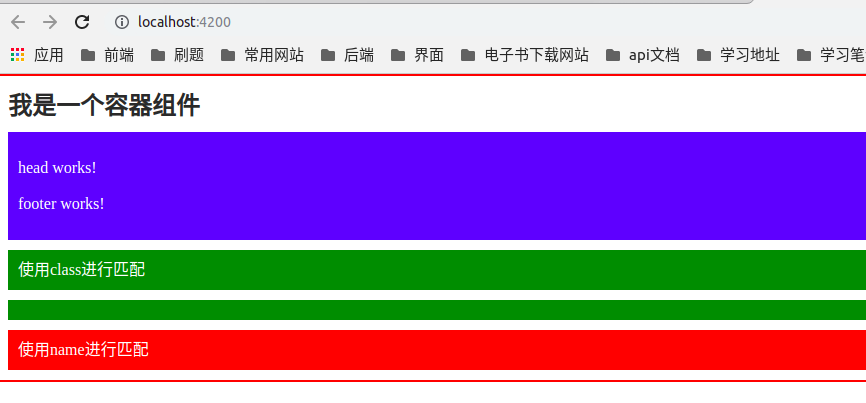 localhost:4200
应用 前端 刷题 常用网站 后端 界面 电子书下载网站 api文档 学习地址 学习笔
我是一个容器组件
head works!
footer works!
使用class进行匹配
使用name进行匹配